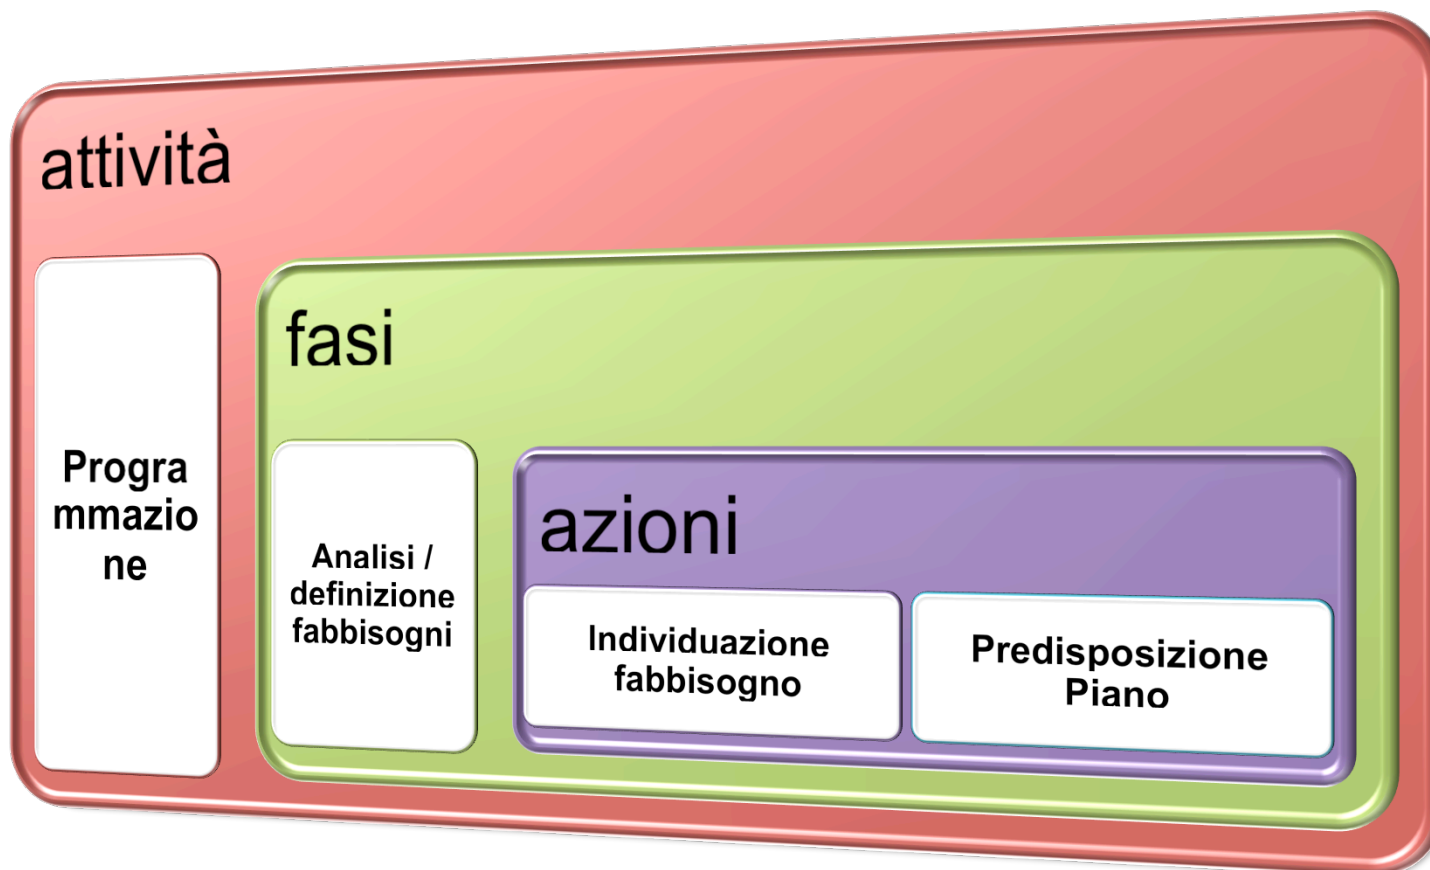 attività
Progra
mmazio
ne
fasi
Analisi /
definizione
fabbisogni
azioni
Individuazione
fabbisogno
Predisposizione
Piano